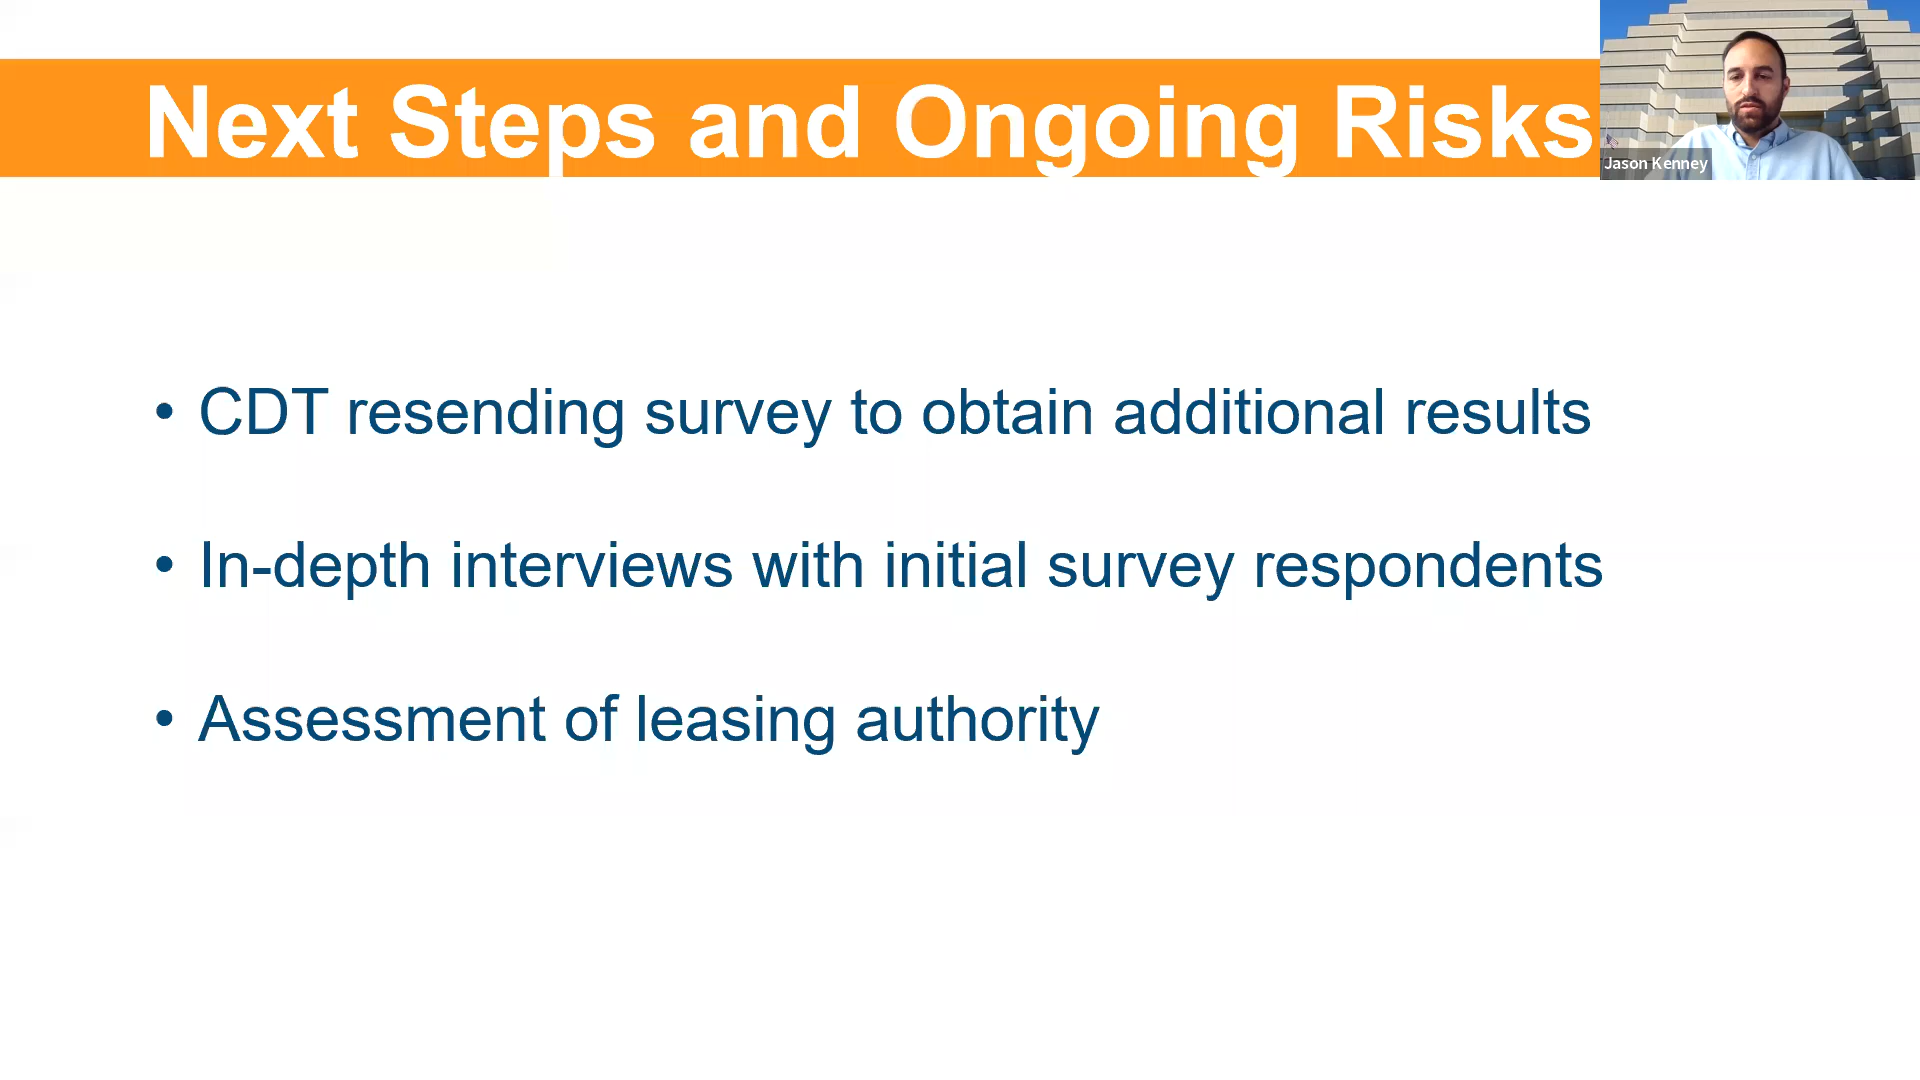 Next Steps and Ongoing Risks
Jason Kenney
• CDT resending survey to obtain additional results
• In-depth interviews with initial survey respondents
• Assessment of leasing authority